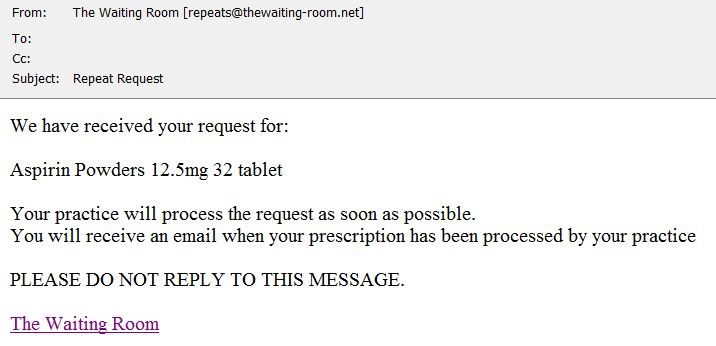 From: The Waiting Room [repeats@thewaiting-room.net]
To:
Cc:
Subject: Repeat Request
We have received your request for:
Aspirin Powders 12.5mg 32 tablet
Your practice will process the request as soon as possible.
You will receive an email when your prescription has been processed by your practice
PLEASE DO NOT REPLY TO THIS MESSAGE.
The Waiting Room